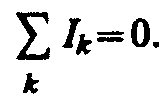 ∑ I_k = 0.
k